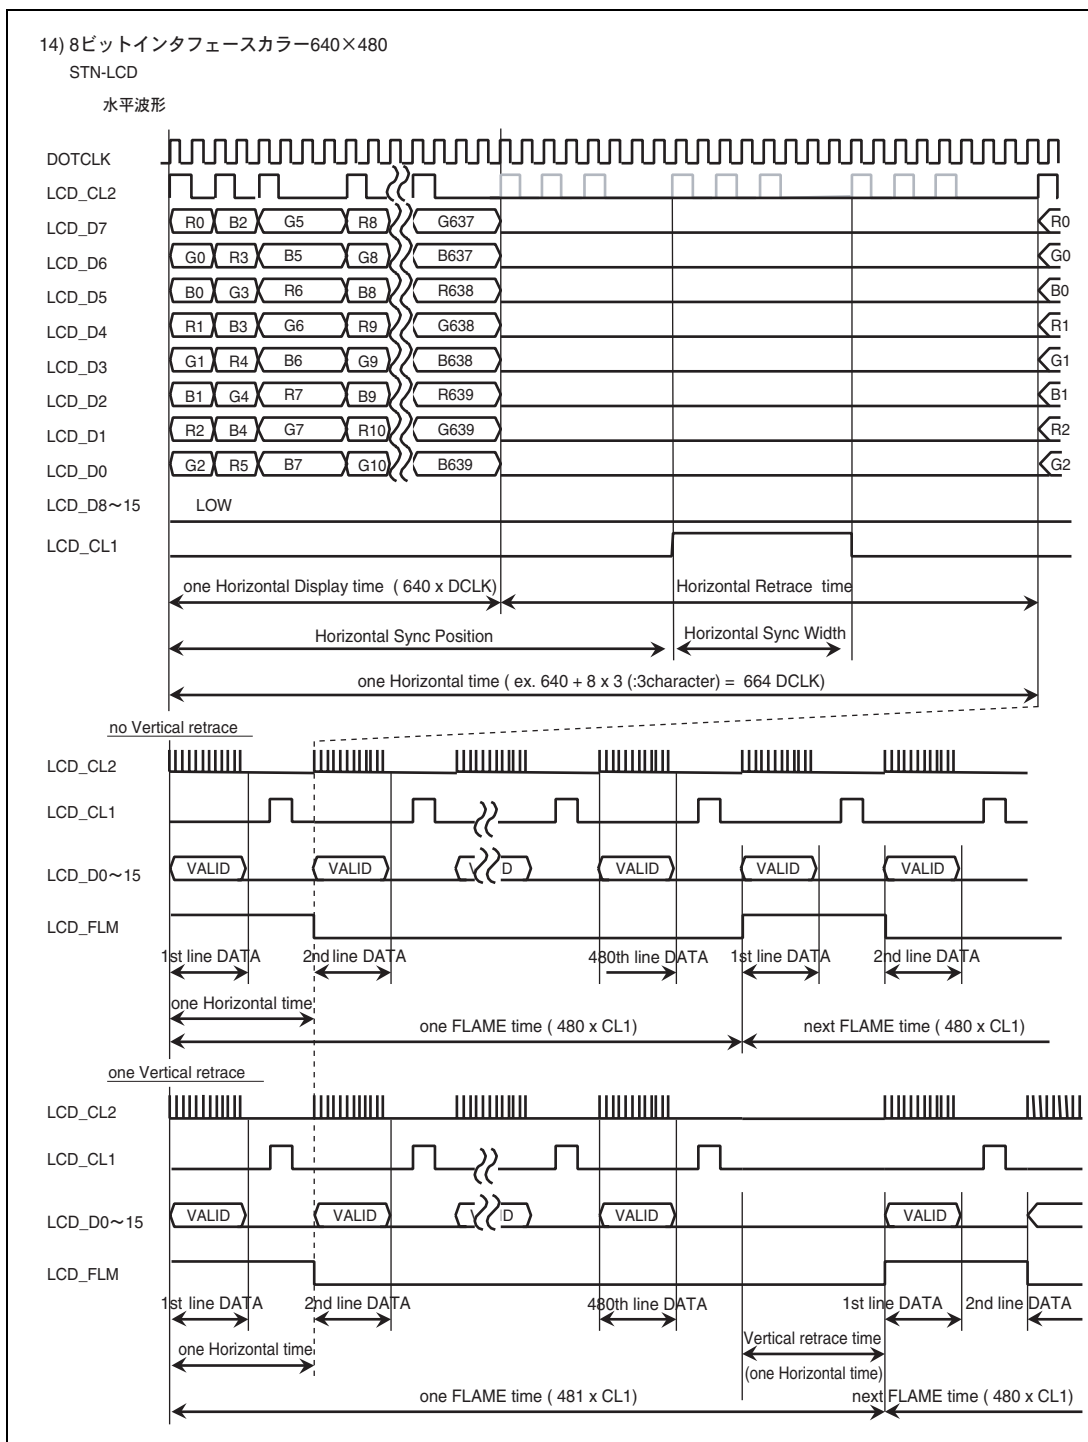 14) 8ビットインタフェースカラー640×480
STN-LCD
水平波形
DOTCLK
LCD_CL2
LCD_D7 R0 B2 G5 R8 G637 R0
LCD_D6 G0 R3 B5 G8 B637 G0
LCD_D5 B0 G3 R6 B8 R638 B0
LCD_D4 R1 B3 G6 R9 G638 R1
LCD_D3 G1 R4 B6 G9 B638 G1
LCD_D2 B1 G4 R7 B9 R639 B1
LCD_D1 R2 B4 G7 R10 G639 R2
LCD_D0 G2 R5 B7 G10 B639 G2
LCD_D8～15 LOW
LCD_CL1
one Horizontal Display time ( 640 x DCLK) Horizontal Retrace time
Horizontal Sync Position Horizontal Sync Width
one Horizontal time ( ex. 640 + 8 x 3 (:3character) = 664 DCLK)
no Vertical retrace
LCD_CL2
LCD_CL1
LCD_D0～15 VALID VALID V D VALID VALID VALID
LCD_FLM
1st line DATA 2nd line DATA 480th line DATA 1st line DATA 2nd line DATA
one Horizontal time
one FLAME time ( 480 x CL1) next FLAME time ( 480 x CL1)
one Vertical retrace
LCD_CL2
LCD_CL1
LCD_D0～15 VALID VALID V ID VALID VALID
LCD_FLM
1st line DATA 2nd line DATA 480th line DATA 1st line DATA 2nd line DATA
one Horizontal time Vertical retrace time
(one Horizontal time)
one FLAME time ( 481 x CL1) next FLAME time ( 480 x CL1)